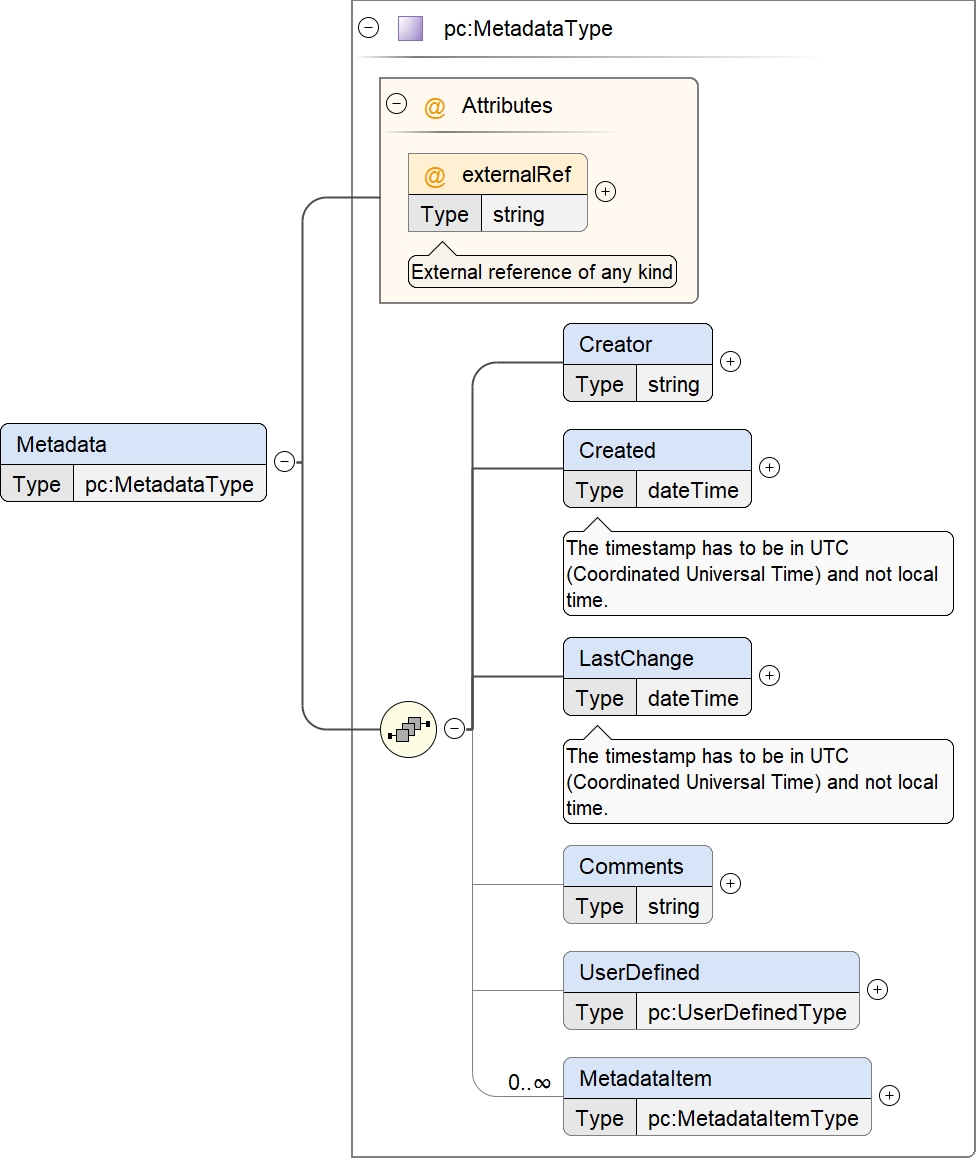 pc:MetadataType
@ Attributes
@ externalRef
Type string
External reference of any kind
Creator
Type string
Metadata
Type pc:MetadataType
Created
Type dateTime
The timestamp has to be in UTC
(Coordinated Universal Time) and not local
time.
LastChange
Type dateTime
The timestamp has to be in UTC
(Coordinated Universal Time) and not local
time.
Comments
Type string
UserDefined
Type pc:UserDefinedType
0..∞
MetadataItem
Type pc:MetadataItemType